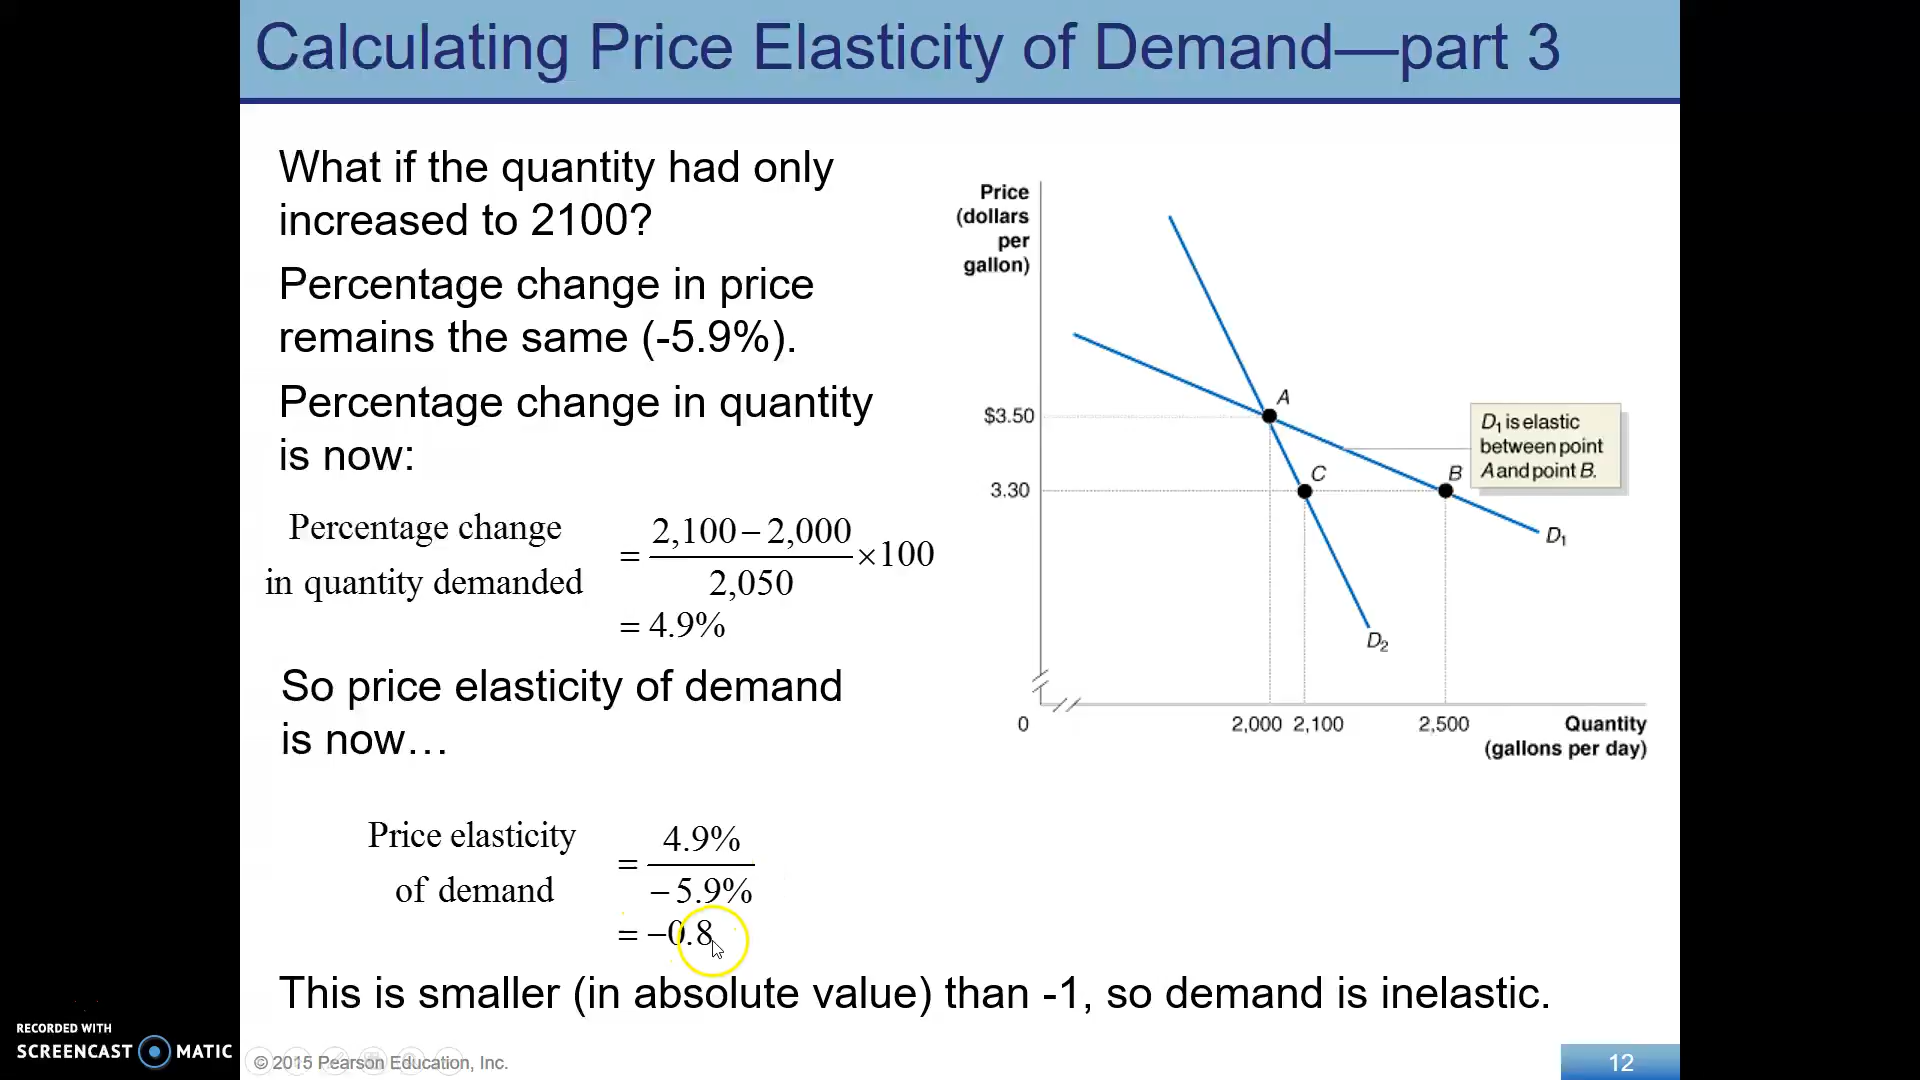 Calculating Price Elasticity of Demand—part 3
What if the quantity had only
increased to 2100?
Percentage change in price
remains the same (-5.9%).
Percentage change in quantity
is now:
Percentage change
in quantity demanded
= 2,100 – 2,000 / 2,050 ×100
= 4.9%
So price elasticity of demand
is now…
Price elasticity
of demand
= 4.9% / – 5.9%
= –0.8
This is smaller (in absolute value) than -1, so demand is inelastic.
Price
(dollars
per
gallon)
$3.50
3.30
A
C
B
D1 is elastic
between point
A and point B.
D1
D2
0
2,000
2,100
2,500
Quantity
(gallons per day)
RECORDED WITH
SCREENCAST MATIC
© 2015 Pearson Education, Inc.
12